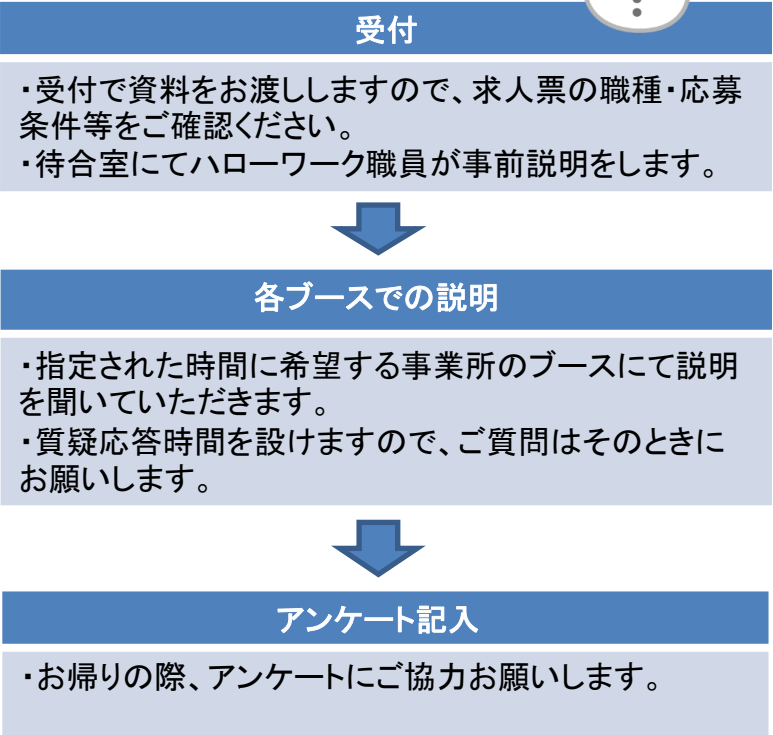 受付
・受付で資料をお渡ししますので、求人票の職種・応募
条件等をご確認ください。
・待合室にてハローワーク職員が事前説明をします。
各ブースでの説明
・指定された時間に希望する事業所のブースにて説明
を聞いていただきます。
・質疑応答時間を設けますので、ご質問はそのときに
お願いします。
アンケート記入
・お帰りの際、アンケートにご協力お願いします。